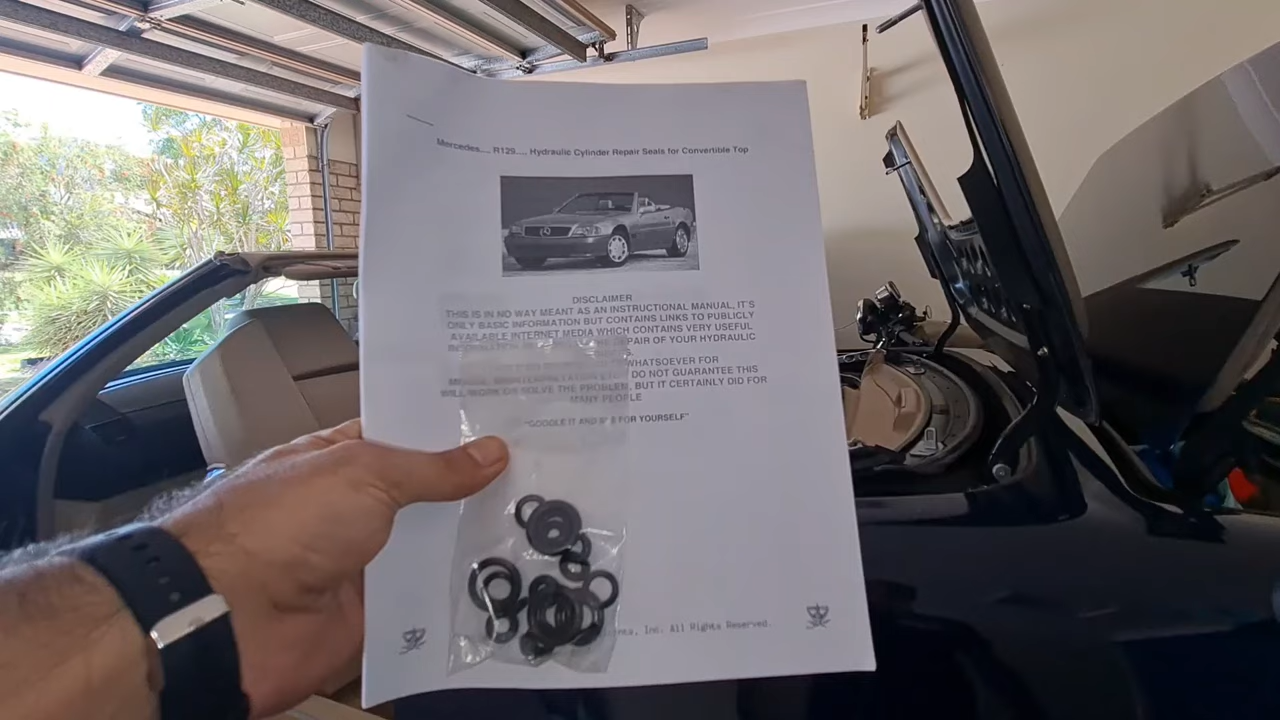 Mercedes.... R129.... Hydraulic Cylinder Repair Seals for Convertible Top
DISCLAIMER
THIS IS IN NO WAY MEANT AS AN INSTRUCTIONAL MANUAL, IT'S
ONLY BASIC INFORMATION BUT CONTAINS LINKS TO PUBLICLY
AVAILABLE INTERNET MEDIA WHICH CONTAINS VERY USEFUL
REPAIR OF YOUR HYDRAULIC
WHATSOEVER FOR
DO NOT GUARANTEE THIS
WILL WORK OR SOLVE THE PROBLEM, BUT IT CERTAINLY DID FOR
MANY PEOPLE
"GOOGLE IT AND SEE FOR YOURSELF"
Inc. All Rights Reserved.